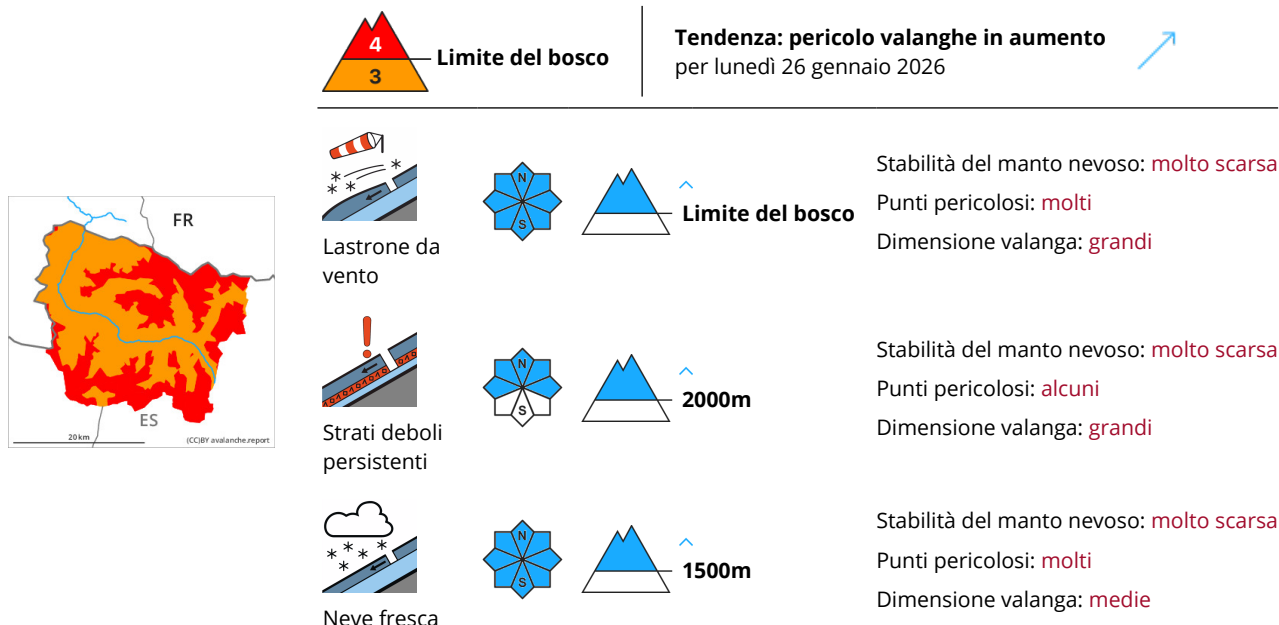 4
3
Limite del bosco
Tendenza: pericolo valanghe in aumento
per lunedì 26 gennaio 2026
FR
ES
20 km
(CC)BY avalanche.report
Lastrone da
vento
N
S
Limite del bosco
Stabilità del manto nevoso: molto scarsa
Punti pericolosi: molti
Dimensione valanga: grandi
Strati deboli
persistenti
N
S
2000m
Stabilità del manto nevoso: molto scarsa
Punti pericolosi: alcuni
Dimensione valanga: grandi
Neve fresca
N
S
1500m
Stabilità del manto nevoso: molto scarsa
Punti pericolosi: molti
Dimensione valanga: medie